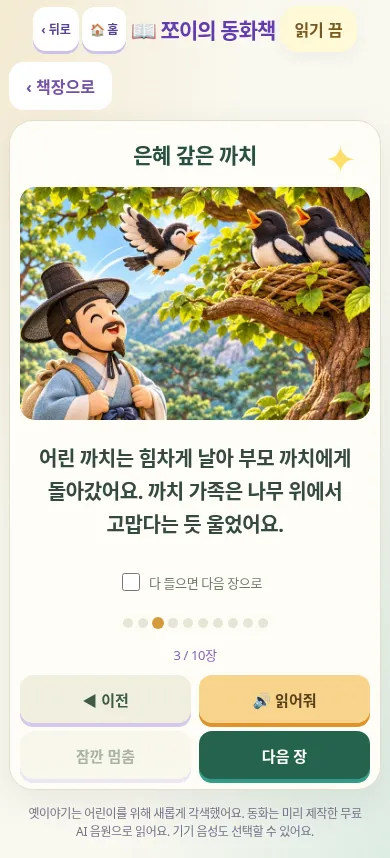 ‹ 뒤로 🏠 홈 📖 쪼이의 동화책 읽기 끝
‹ 책장으로
은혜 갚은 까치
어린 까치는 힘차게 날아 부모 까치에게
돌아갔어요. 까치 가족은 나무 위에서
고맙다는 듯 울었어요.
다 들으면 다음 장으로
3 / 10장
◀ 이전 🔊 읽어줘
잠깐 멈춤 다음 장
옛이야기는 어린이를 위해 새롭게 각색했어요. 동화는 미리 제작한 무료
AI 음원으로 읽어요. 기기 음성도 선택할 수 있어요.